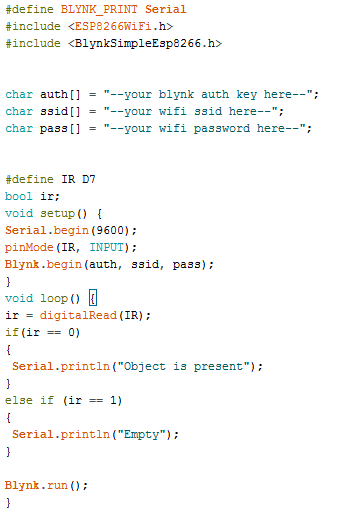 #define BLYNK_PRINT Serial
#include <ESP8266WiFi.h>
#include <BlynkSimpleEsp8266.h>
char auth[] = "--your blynk auth key here--";
char ssid[] = "--your wifi ssid here--";
char pass[] = "--your wifi password here--";
#define IR D7
bool ir;
void setup() {
Serial.begin(9600);
pinMode(IR, INPUT);
Blynk.begin(auth, ssid, pass);
}
void loop() {
ir = digitalRead(IR);
if(ir == 0)
{
 Serial.println("Object is present");
}
else if (ir == 1)
{
 Serial.println("Empty");
}
Blynk.run();
}